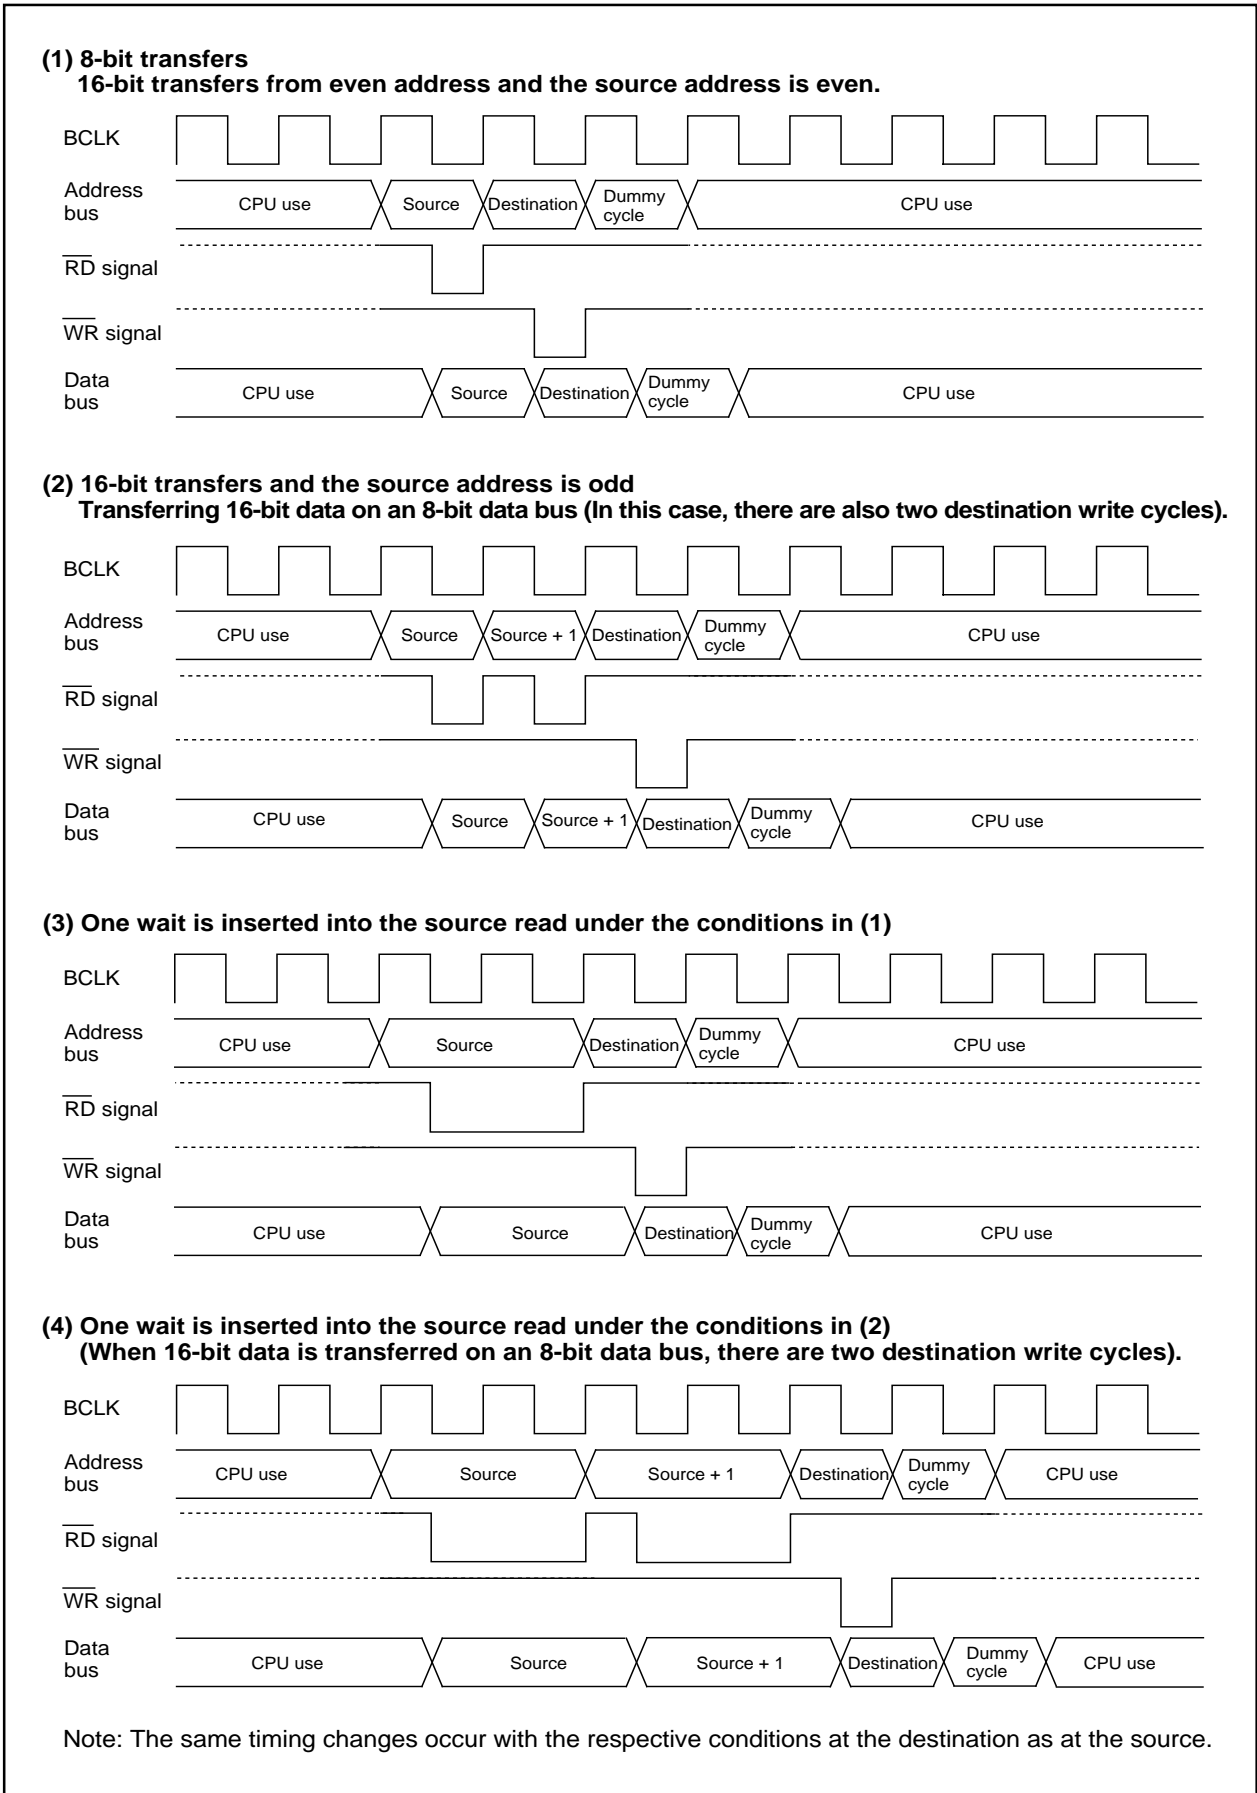 (1) 8-bit transfers
16-bit transfers from even address and the source address is even.
BCLK
Address
bus
CPU use
Source
Destination
Dummy
cycle
CPU use
RD signal
WR signal
Data
bus
CPU use
Source
Destination
Dummy
cycle
CPU use
(2) 16-bit transfers and the source address is odd
Transferring 16-bit data on an 8-bit data bus (In this case, there are also two destination write cycles).
BCLK
Address
bus
CPU use
Source
Source + 1
Destination
Dummy
cycle
CPU use
RD signal
WR signal
Data
bus
CPU use
Source
Source + 1
Destination
Dummy
cycle
CPU use
(3) One wait is inserted into the source read under the conditions in (1)
BCLK
Address
bus
CPU use
Source
Destination
Dummy
cycle
CPU use
RD signal
WR signal
Data
bus
CPU use
Source
Destination
Dummy
cycle
CPU use
(4) One wait is inserted into the source read under the conditions in (2)
(When 16-bit data is transferred on an 8-bit data bus, there are two destination write cycles).
BCLK
Address
bus
CPU use
Source
Source + 1
Destination
Dummy
cycle
CPU use
RD signal
WR signal
Data
bus
CPU use
Source
Source + 1
Destination
Dummy
cycle
CPU use
Note: The same timing changes occur with the respective conditions at the destination as at the source.